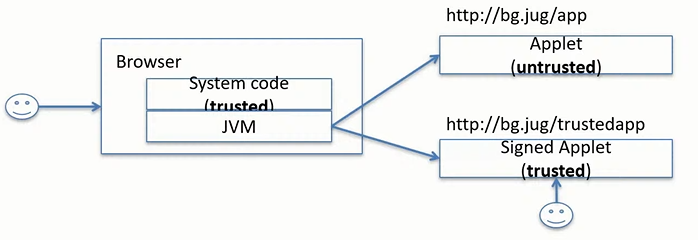 http://bg.jug/app
Applet
(untrusted)
Browser
System code
(trusted)
JVM
http://bg.jug/trustedapp
Signed Applet
(trusted)